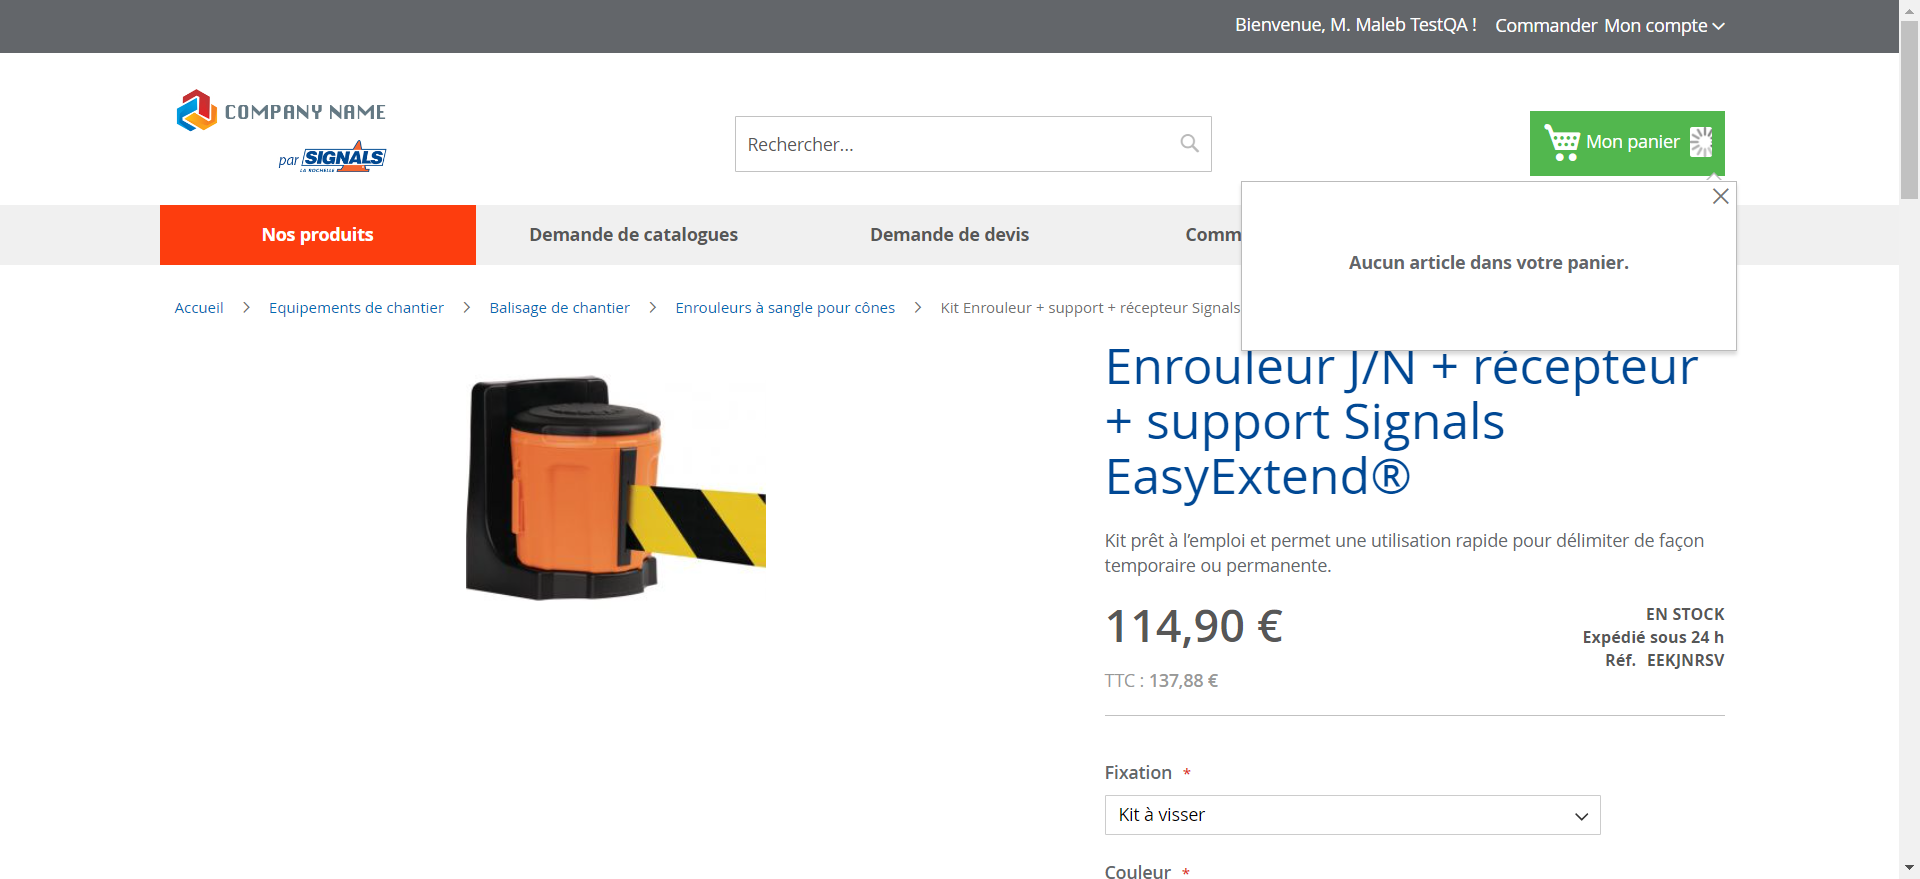 Bienvenue, M. Maleb TestQA !
Commander
Mon compte
COMPANY NAME
par SIGNALS
LA ROCHELLE
Rechercher...
Mon panier
Nos produits
Demande de catalogues
Demande de devis
Comm
Aucun article dans votre panier.
Accueil
Equipements de chantier
Balisage de chantier
Enrouleurs à sangle pour cônes
Kit Enrouleur + support + récepteur Signals
Enrouleur J/N + récepteur
+ support Signals
EasyExtend®
Kit prêt à l’emploi et permet une utilisation rapide pour délimiter de façon
temporaire ou permanente.
114,90 €
TTC : 137,88 €
EN STOCK
Expédié sous 24 h
Réf. EEKJNRSV
Fixation *
Kit à visser
Couleur *